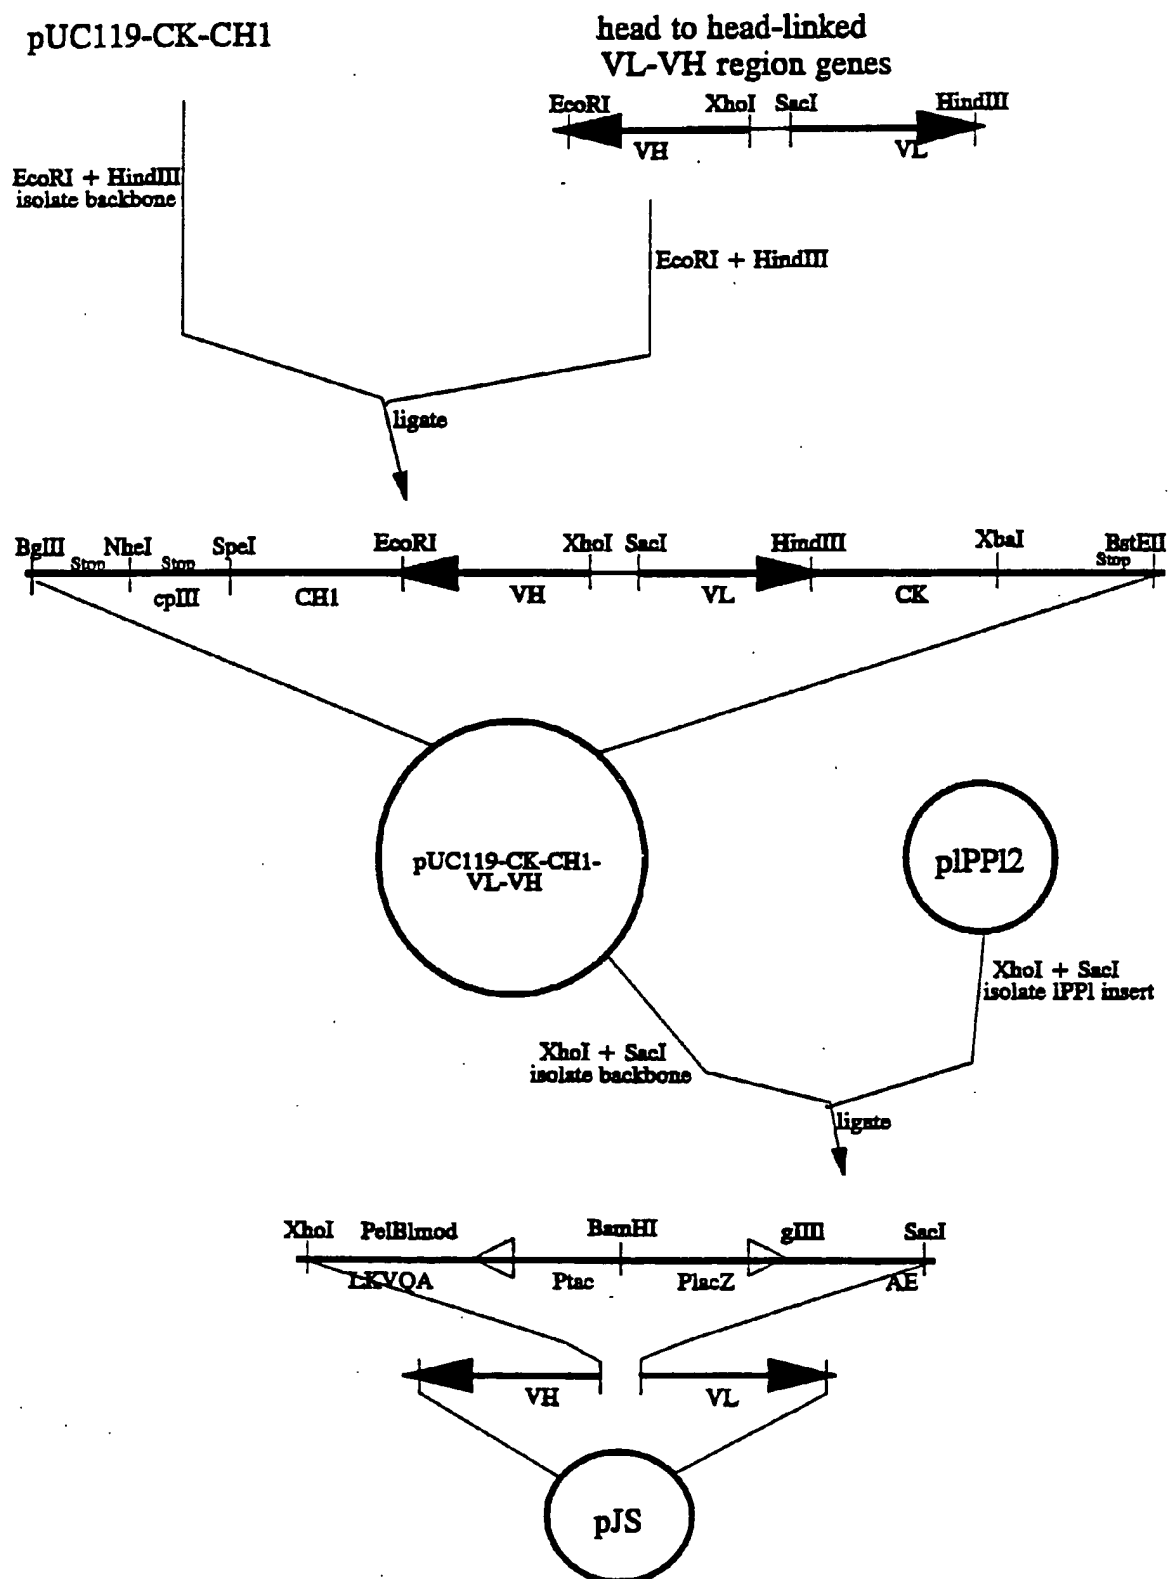 pUC119-CK-CH1
head to head-linked
VL-VH region genes
EcoRI XhoI SacI HindIII
VH VL
EcoRI + HindIII
isolate backbone
EcoRI + HindIII
ligate
BglII NheI SpeI EcoRI XhoI SacI HindIII XbaI BstEII
Stop Stop Stop
cpIII CH1 VH VL CK
pUC119-CK-CH1-
VL-VH
plPPl2
XhoI + SacI
isolate lPPl insert
XhoI + SacI
isolate backbone
ligate
XhoI PelBlmod BamHI gIIIl SacI
LKVQA Ptac PlacZ AE
VH VL
pJS